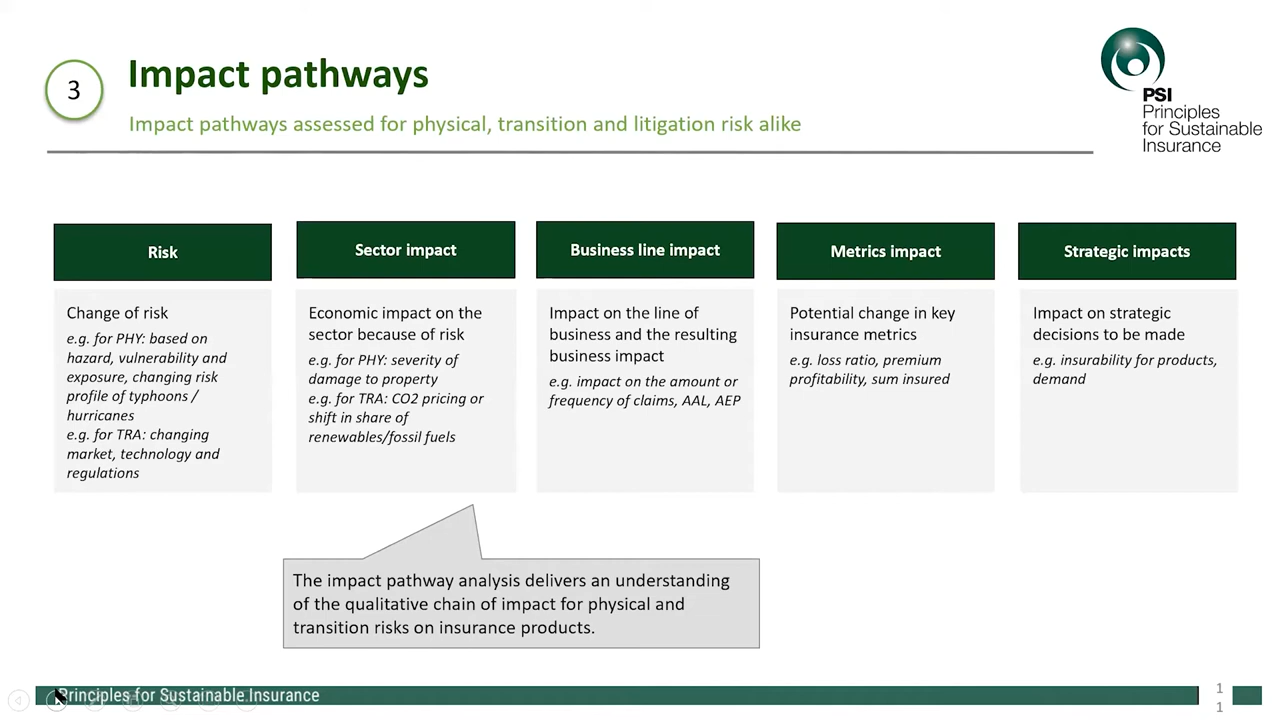 3
Impact pathways
Impact pathways assessed for physical, transition and litigation risk alike
PSI
Principles
for Sustainable
Insurance
Risk
Change of risk
e.g. for PHY: based on
hazard, vulnerability and
exposure, changing risk
profile of typhoons /
hurricanes
e.g. for TRA: changing
market, technology and
regulations
Sector impact
Economic impact on the
sector because of risk
e.g. for PHY: severity of
damage to property
e.g. for TRA: CO2 pricing or
shift in share of
renewables/fossil fuels
Business line impact
Impact on the line of
business and the resulting
business impact
e.g. impact on the amount or
frequency of claims, AAL, AEP
Metrics impact
Potential change in key
insurance metrics
e.g. loss ratio, premium
profitability, sum insured
Strategic impacts
Impact on strategic
decisions to be made
e.g. insurability for products,
demand
The impact pathway analysis delivers an understanding
of the qualitative chain of impact for physical and
transition risks on insurance products.
Principles for Sustainable Insurance
1
1